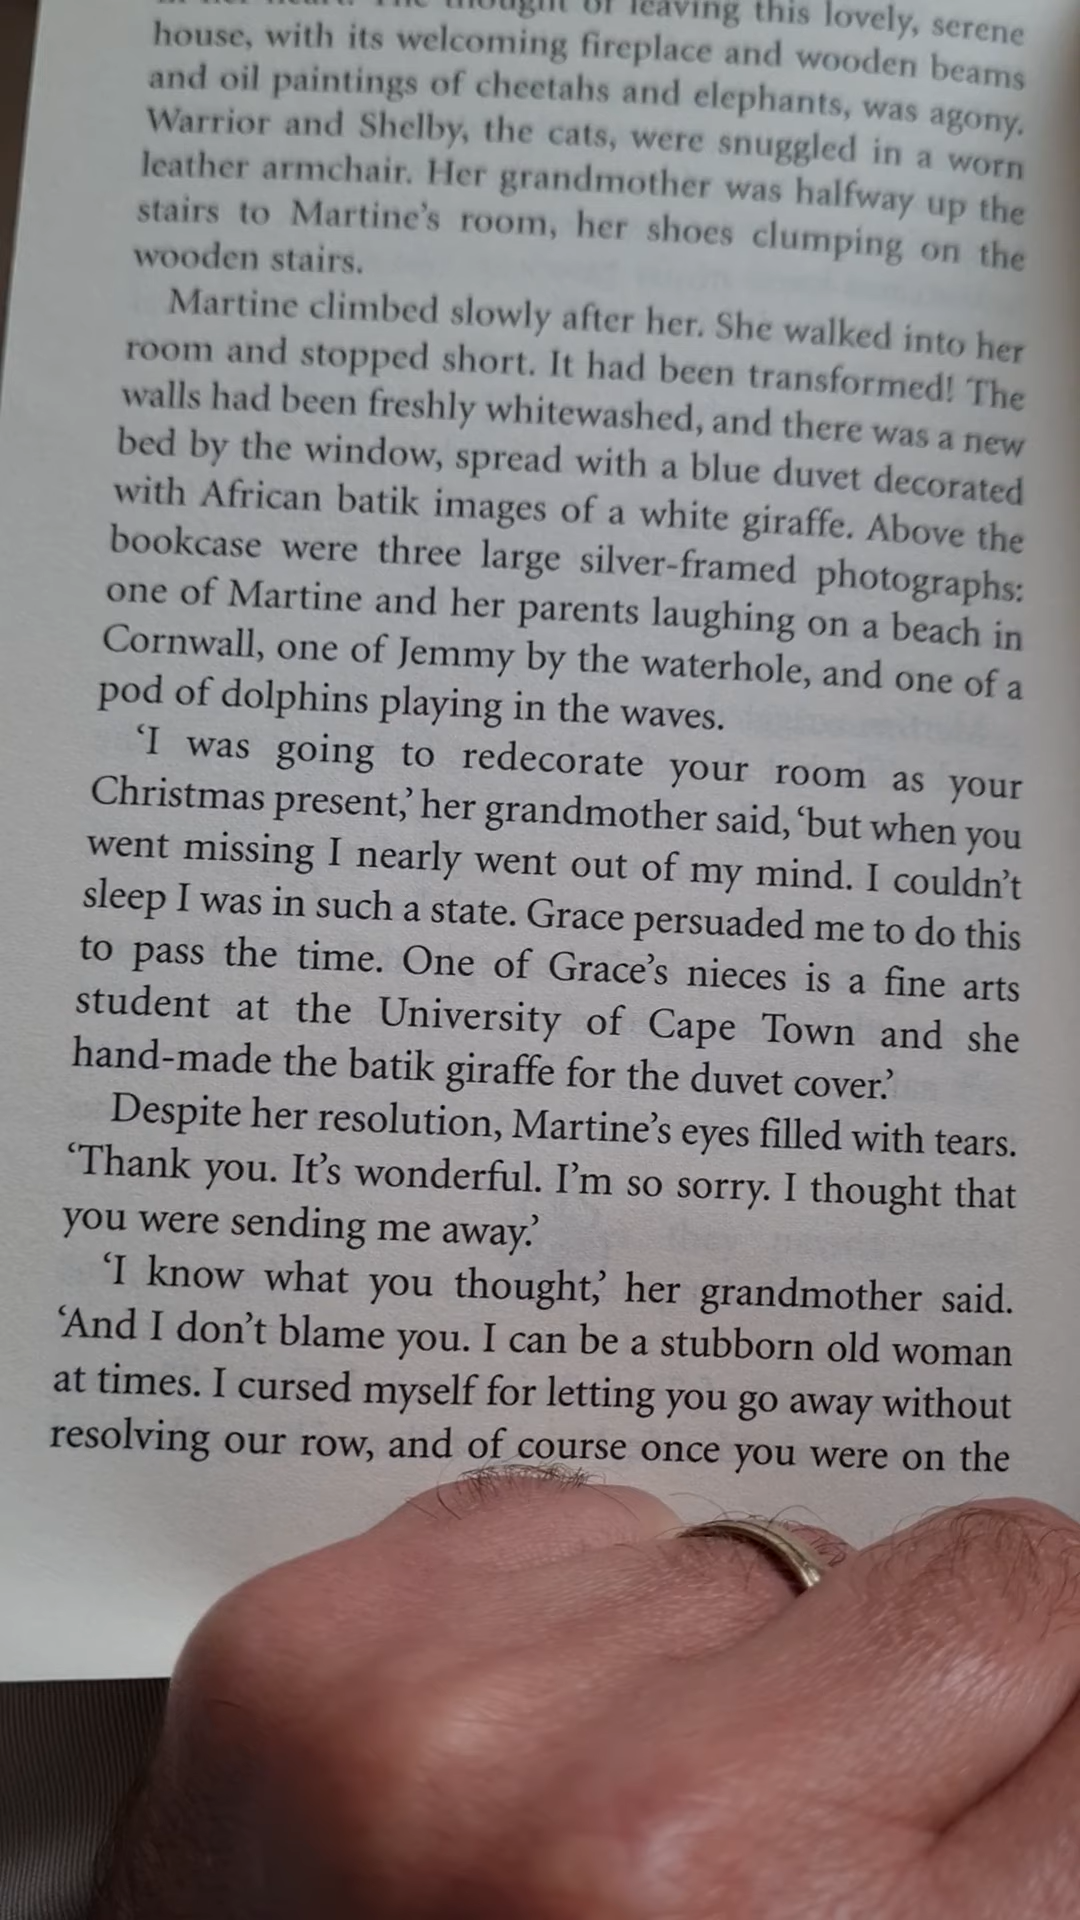 thought of leaving this lovely, serene
house, with its welcoming fireplace and wooden beams
and oil paintings of cheetahs and elephants, was agony.
Warrior and Shelby, the cats, were snuggled in a worn
leather armchair. Her grandmother was halfway up the
stairs to Martine’s room, her shoes clumping on the
wooden stairs.
Martine climbed slowly after her. She walked into her
room and stopped short. It had been transformed! The
walls had been freshly whitewashed, and there was a new
bed by the window, spread with a blue duvet decorated
with African batik images of a white giraffe. Above the
bookcase were three large silver-framed photographs:
one of Martine and her parents laughing on a beach in
Cornwall, one of Jemmy by the waterhole, and one of a
pod of dolphins playing in the waves.
‘I was going to redecorate your room as your
Christmas present,’ her grandmother said, ‘but when you
went missing I nearly went out of my mind. I couldn’t
sleep I was in such a state. Grace persuaded me to do this
to pass the time. One of Grace’s nieces is a fine arts
student at the University of Cape Town and she
hand-made the batik giraffe for the duvet cover.’
Despite her resolution, Martine’s eyes filled with tears.
‘Thank you. It’s wonderful. I’m so sorry. I thought that
you were sending me away.’
‘I know what you thought,’ her grandmother said.
‘And I don’t blame you. I can be a stubborn old woman
at times. I cursed myself for letting you go away without
resolving our row, and of course once you were on the